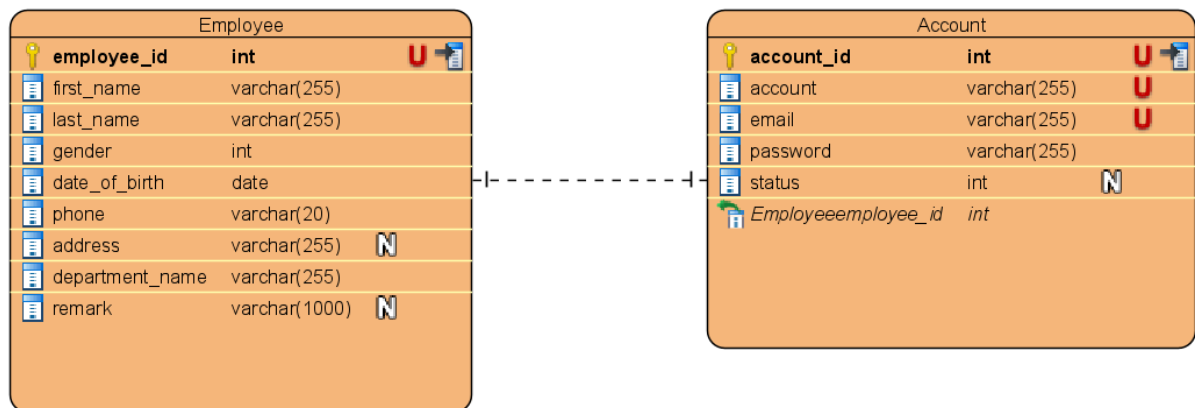 Employee
employee_id int U
first_name varchar(255)
last_name varchar(255)
gender int
date_of_birth date
phone varchar(20)
address varchar(255) N
department_name varchar(255)
remark varchar(1000) N
Account
account_id int U
account varchar(255) U
email varchar(255) U
password varchar(255)
status int N
Employeeemployee_id int